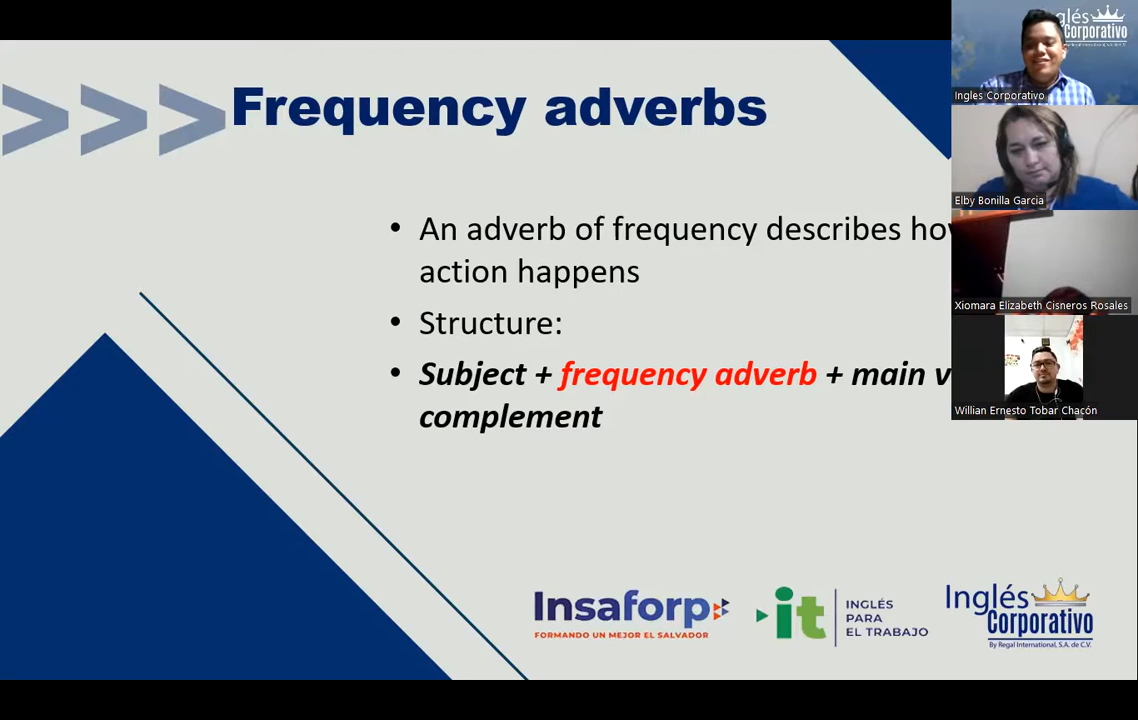 >>> Frequency adverbs
• An adverb of frequency describes
action happens
• Structure:
• Subject + frequency adverb + main
complement
Insaforp
FORMANDO UN MEJOR EL SALVADOR
it
INGLÉS
PARA
EL TRABAJO
Inglés
Corporativo
By Regal International, S.A. de C.V.
glés
Corporativo
Ingles Corporativo
Elby Bonilla Garcia
Xiomara Elizabeth Cisneros Rosales
Willian Ernesto Tobar Chacón